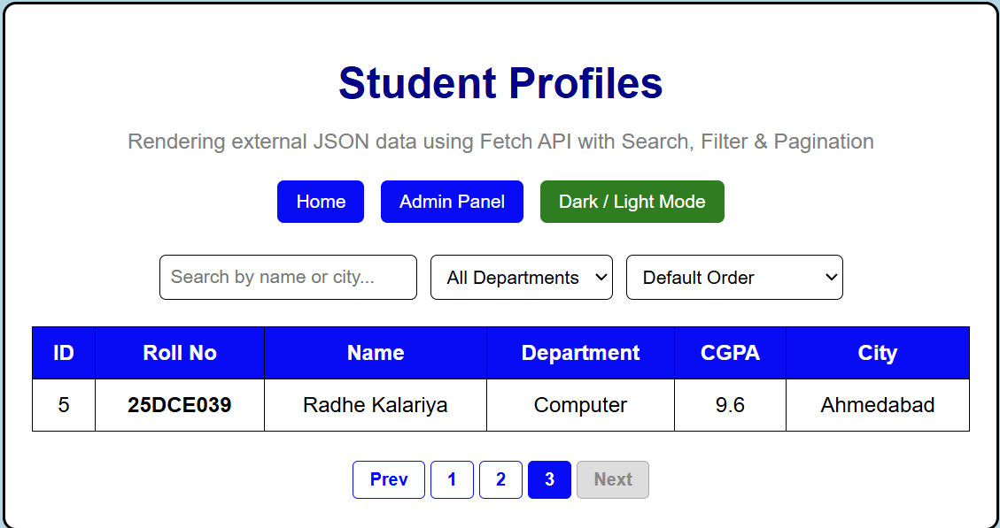 Student Profiles
Rendering external JSON data using Fetch API with Search, Filter & Pagination
Home Admin Panel Dark / Light Mode
Search by name or city... All Departments Default Order
ID Roll No Name Department CGPA City
5 25DCE039 Radhe Kalariya Computer 9.6 Ahmedabad
Prev 1 2 3 Next